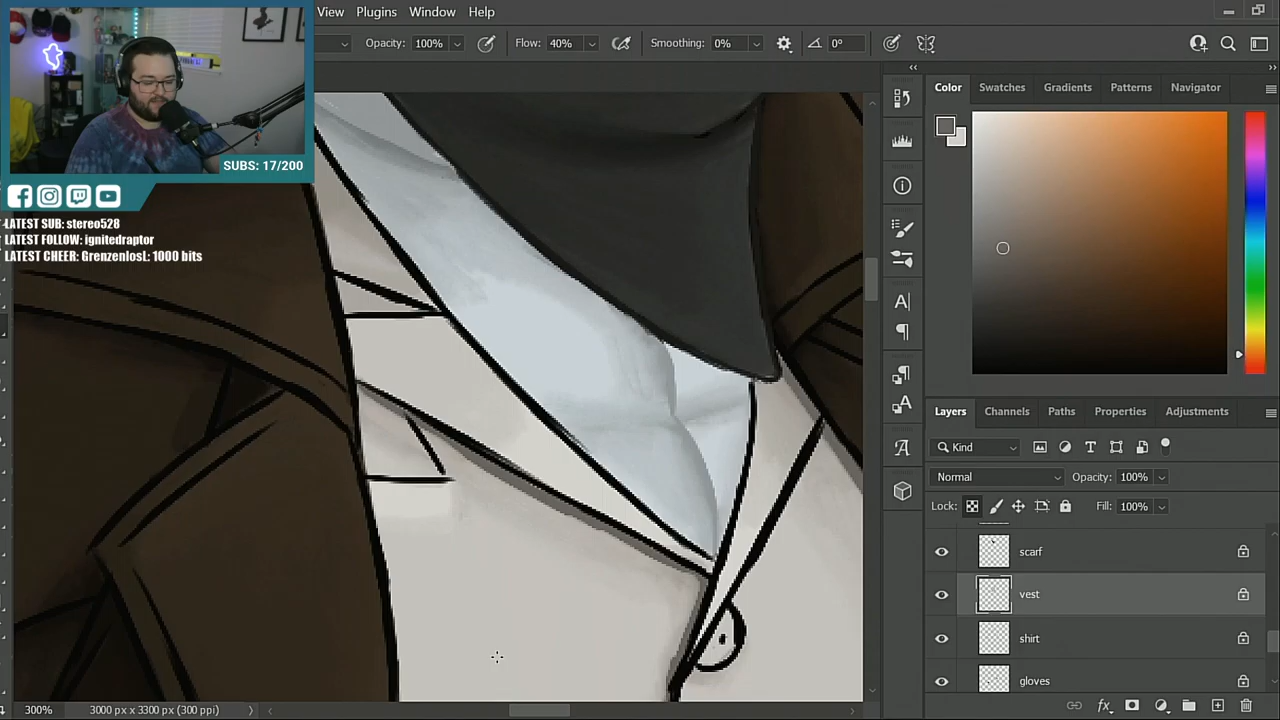 View Plugins Window Help
Opacity: 100% Flow: 40% Smoothing: 0% 0°
SUBS: 17/200
LATEST SUB: stereo528
LATEST FOLLOW: ignitedraptor
LATEST CHEER: GrenzenlosL: 1000 bits
Color Swatches Gradients Patterns Navigator
Layers Channels Paths Properties Adjustments
Kind
Normal Opacity: 100%
Lock: Fill: 100%
scarf
vest
shirt
gloves
300% 3000 px x 3300 px (300 ppi)